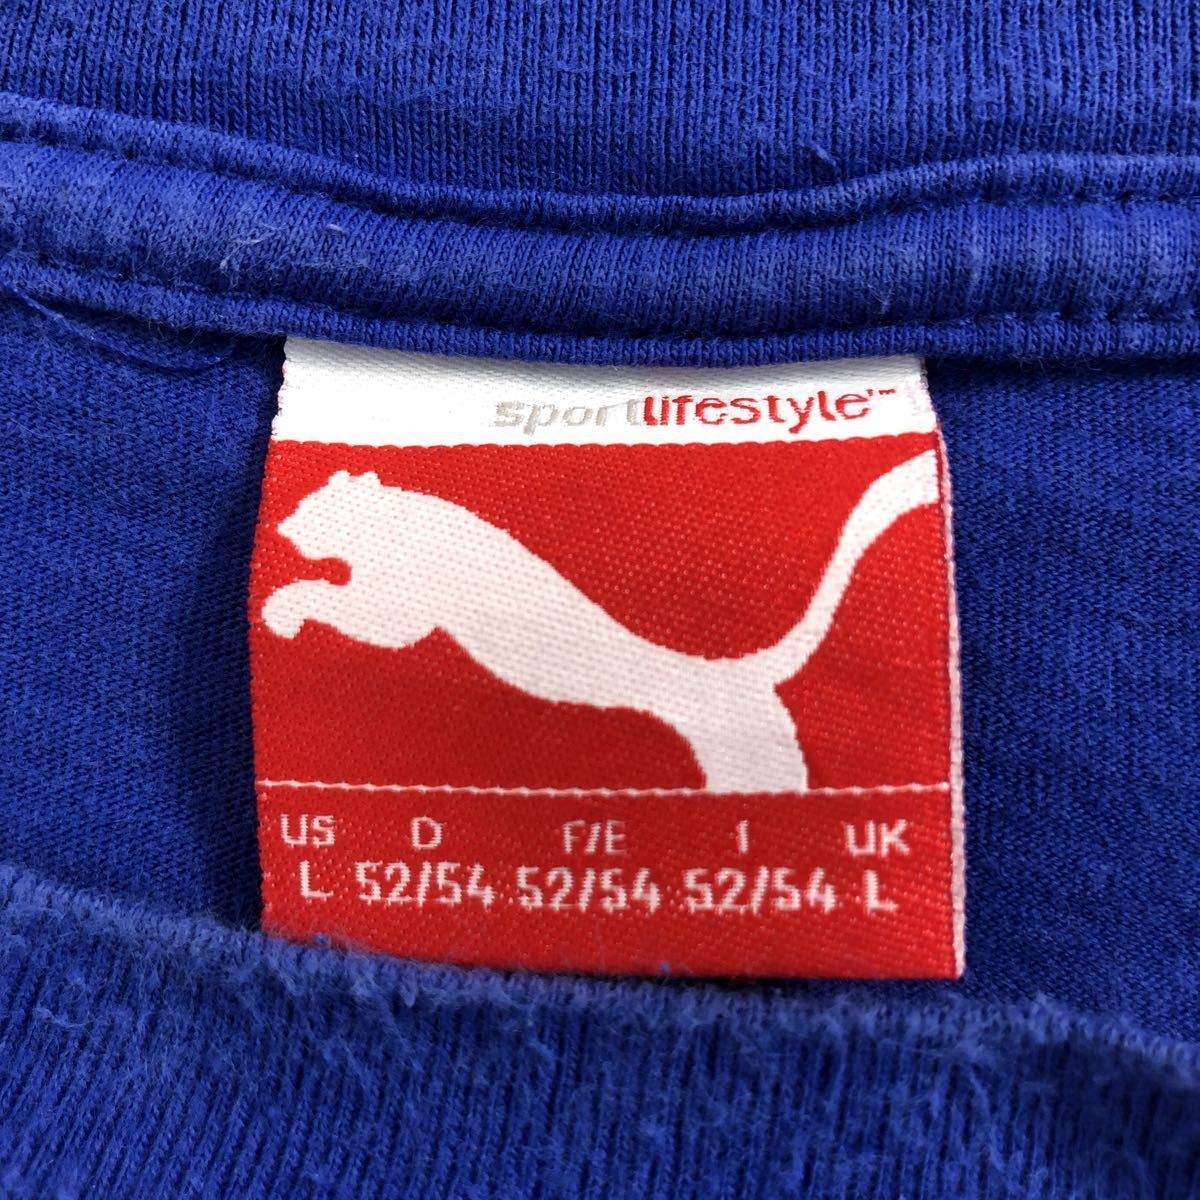 sportlifestyle™
US D F/E I UK
L 52/54 52/54 52/54 L